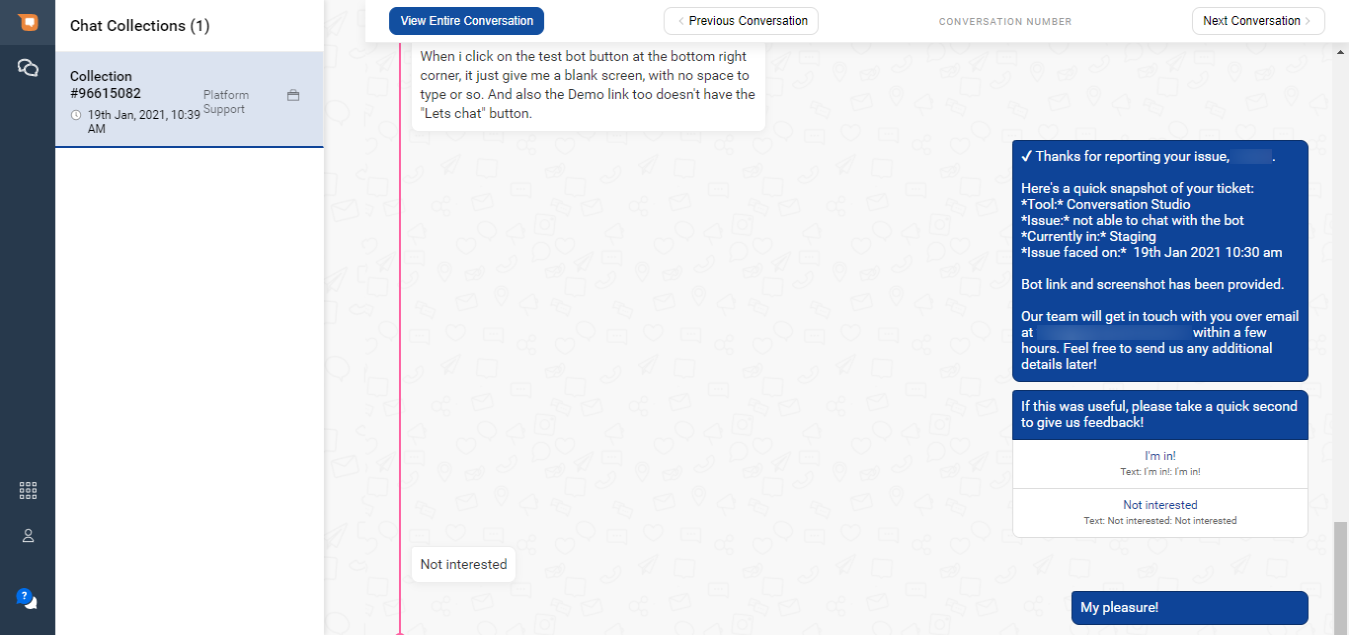 Chat Collections (1)
Collection
#96615082
Platform
Support
19th Jan, 2021, 10:39
AM
?
View Entire Conversation
Previous Conversation
CONVERSATION NUMBER
Next Conversation
When i click on the test bot button at the bottom right
corner, it just give me a blank screen, with no space to
type or so. And also the Demo link too doesn't have the
"Lets chat" button.
✓ Thanks for reporting your issue, .
Here's a quick snapshot of your ticket:
*Tool:* Conversation Studio
*Issue:* not able to chat with the bot
*Currently in:* Staging
*Issue faced on:* 19th Jan 2021 10:30 am
Bot link and screenshot has been provided.
Our team will get in touch with you over email
at within a few
hours. Feel free to send us any additional
details later!
If this was useful, please take a quick second
to give us feedback!
I'm in!
Text: I'm in!: I'm in!
Not interested
Text: Not interested: Not interested
Not interested
My pleasure!